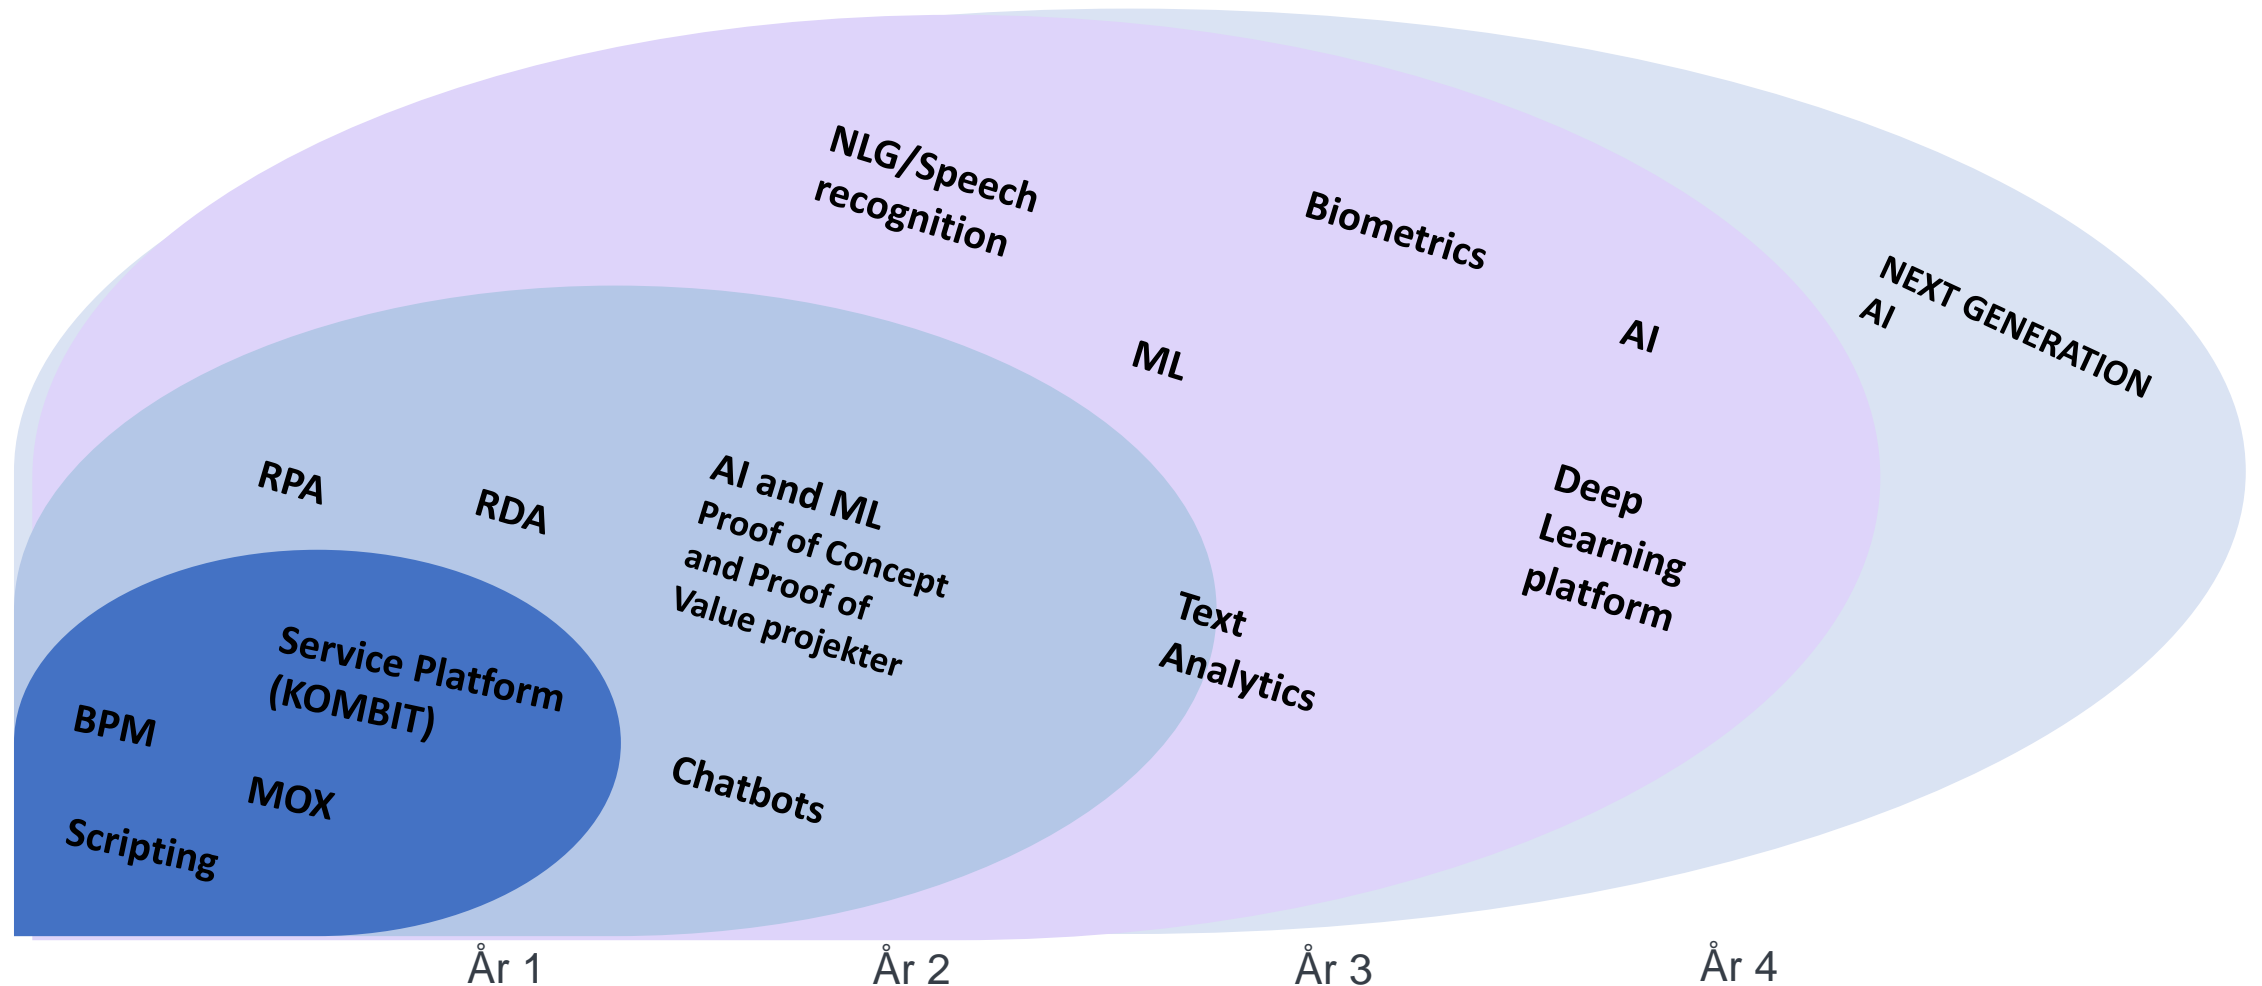 NLG/Speech
recognition
Biometrics
NEXT GENERATION
AI
AI
ML
RPA
RDA
AI and ML
Proof of Concept
and Proof of
Value projekter
Deep
Learning
platform
Text
Analytics
Service Platform
(KOMBIT)
BPM
MOX
Scripting
Chatbots
År 1
År 2
År 3
År 4